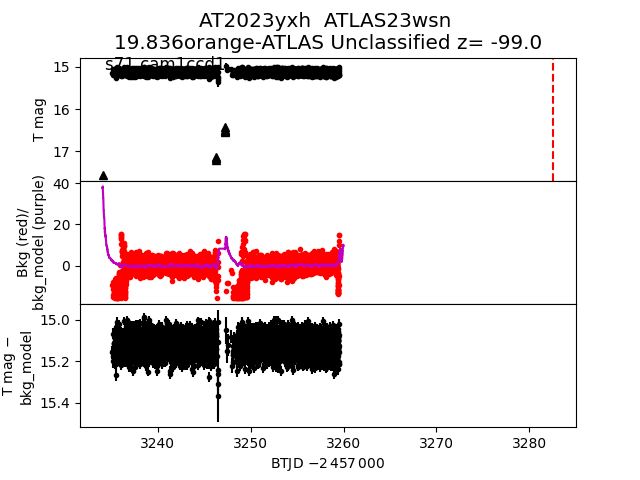 AT2023yxh ATLAS23wsn
19.836orange-ATLAS Unclassified z= -99.0
s71 cam1ccd1
15
16
17
T mag
40
20
0
Bkg (red)/
bkg_model (purple)
15.0
15.2
15.4
T mag −
bkg_model
3240
3250
3260
3270
3280
BTJD −2 457 000